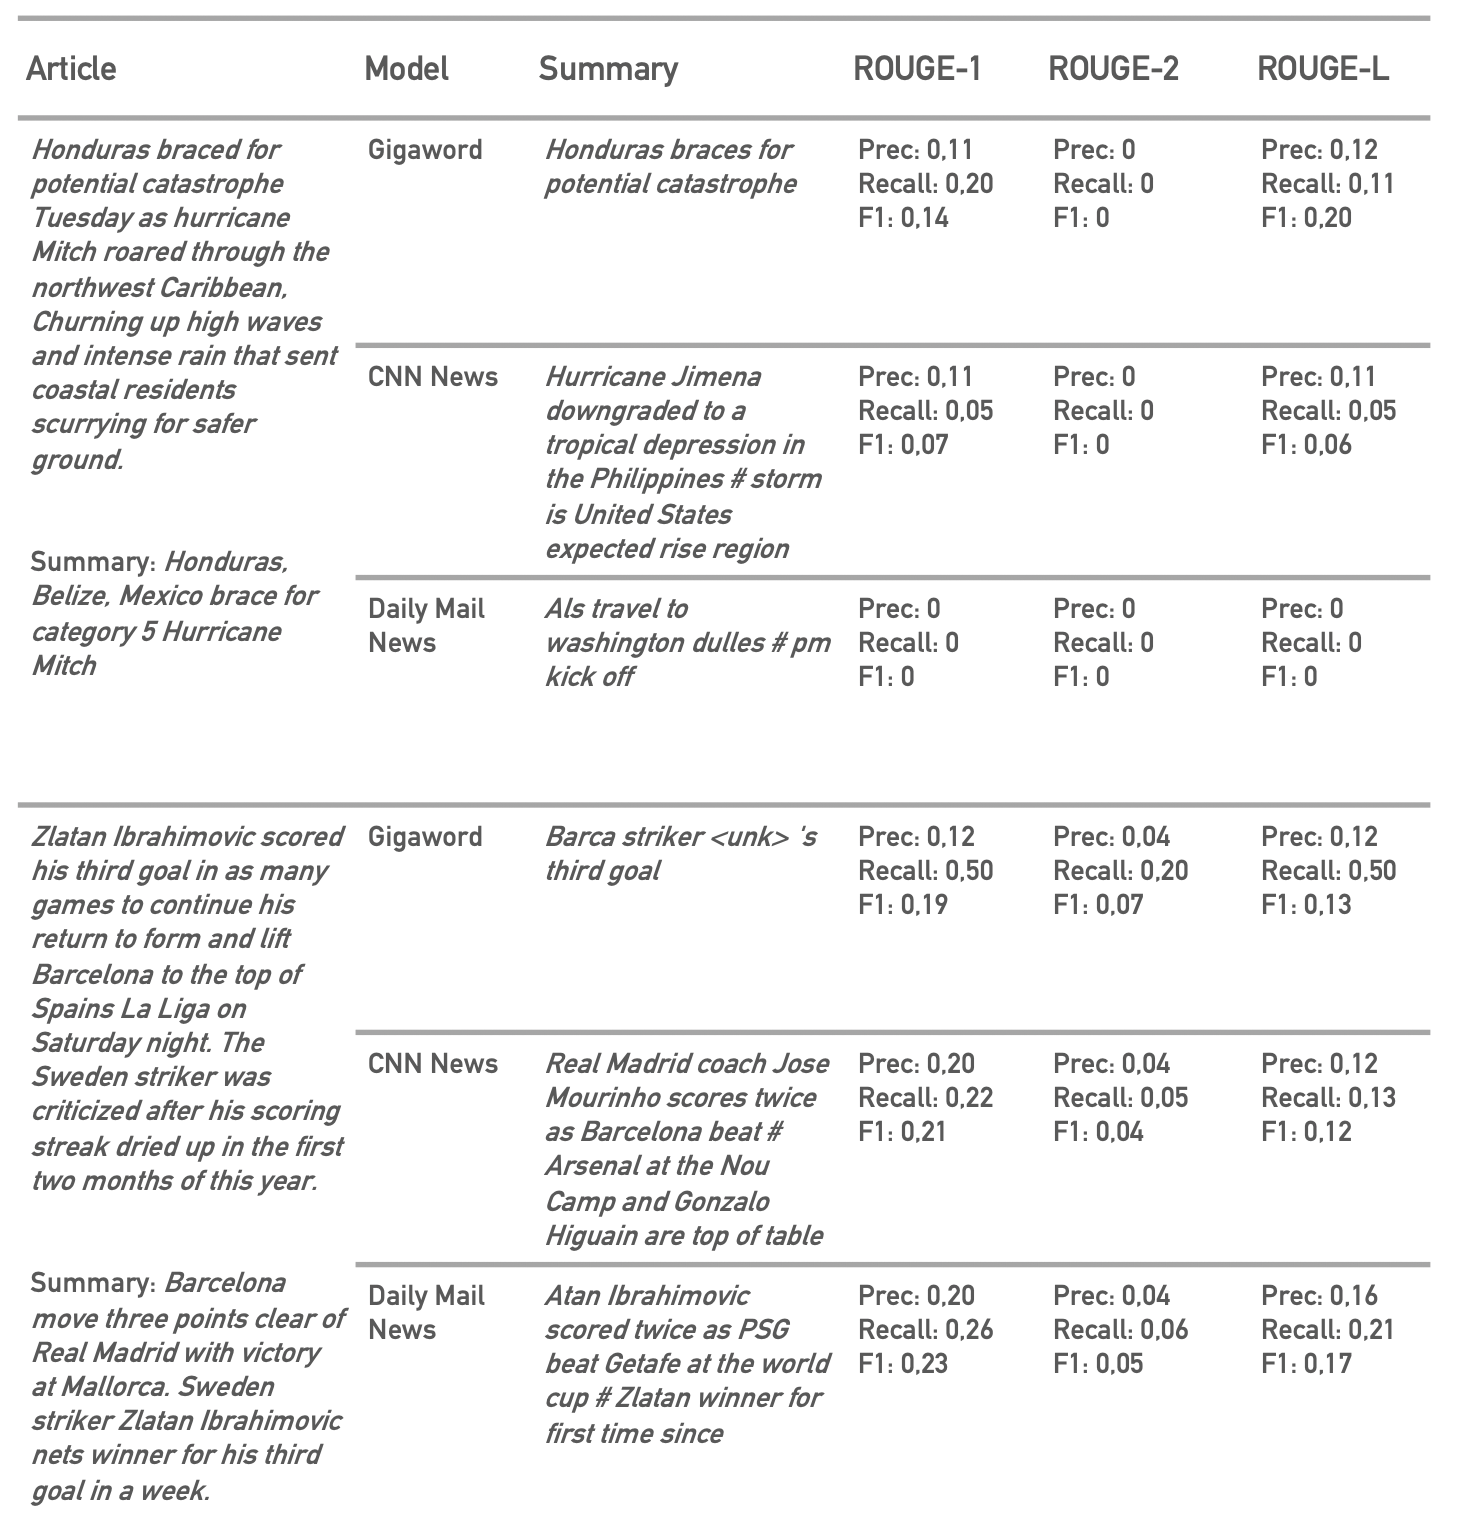 Article Model Summary ROUGE-1 ROUGE-2 ROUGE-L
Honduras braced for
potential catastrophe
Tuesday as hurricane
Mitch roared through the
northwest Caribbean,
Churning up high waves
and intense rain that sent
coastal residents
scurrying for safer
ground.
Summary: Honduras,
Belize, Mexico brace for
category 5 Hurricane
Mitch
Gigaword
Honduras braces for
potential catastrophe
Prec: 0,11
Recall: 0,20
F1: 0,14
Prec: 0
Recall: 0
F1: 0
Prec: 0,12
Recall: 0,11
F1: 0,20
CNN News
Hurricane Jimena
downgraded to a
tropical depression in
the Philippines # storm
is United States
expected rise region
Prec: 0,11
Recall: 0,05
F1: 0,07
Prec: 0
Recall: 0
F1: 0
Prec: 0,11
Recall: 0,05
F1: 0,06
Daily Mail
News
Als travel to
washington dulles # pm
kick off
Prec: 0
Recall: 0
F1: 0
Prec: 0
Recall: 0
F1: 0
Prec: 0
Recall: 0
F1: 0
Zlatan Ibrahimovic scored
his third goal in as many
games to continue his
return to form and lift
Barcelona to the top of
Spains La Liga on
Saturday night. The
Sweden striker was
criticized after his scoring
streak dried up in the first
two months of this year.
Summary: Barcelona
move three points clear of
Real Madrid with victory
at Mallorca. Sweden
striker Zlatan Ibrahimovic
nets winner for his third
goal in a week.
Gigaword
Barca striker <unk> 's
third goal
Prec: 0,12
Recall: 0,50
F1: 0,19
Prec: 0,04
Recall: 0,20
F1: 0,07
Prec: 0,12
Recall: 0,50
F1: 0,13
CNN News
Real Madrid coach Jose
Mourinho scores twice
as Barcelona beat #
Arsenal at the Nou
Camp and Gonzalo
Higuain are top of table
Prec: 0,20
Recall: 0,22
F1: 0,21
Prec: 0,04
Recall: 0,05
F1: 0,04
Prec: 0,12
Recall: 0,13
F1: 0,12
Daily Mail
News
Atan Ibrahimovic
scored twice as PSG
beat Getafe at the world
cup # Zlatan winner for
first time since
Prec: 0,20
Recall: 0,26
F1: 0,23
Prec: 0,04
Recall: 0,06
F1: 0,05
Prec: 0,16
Recall: 0,21
F1: 0,17